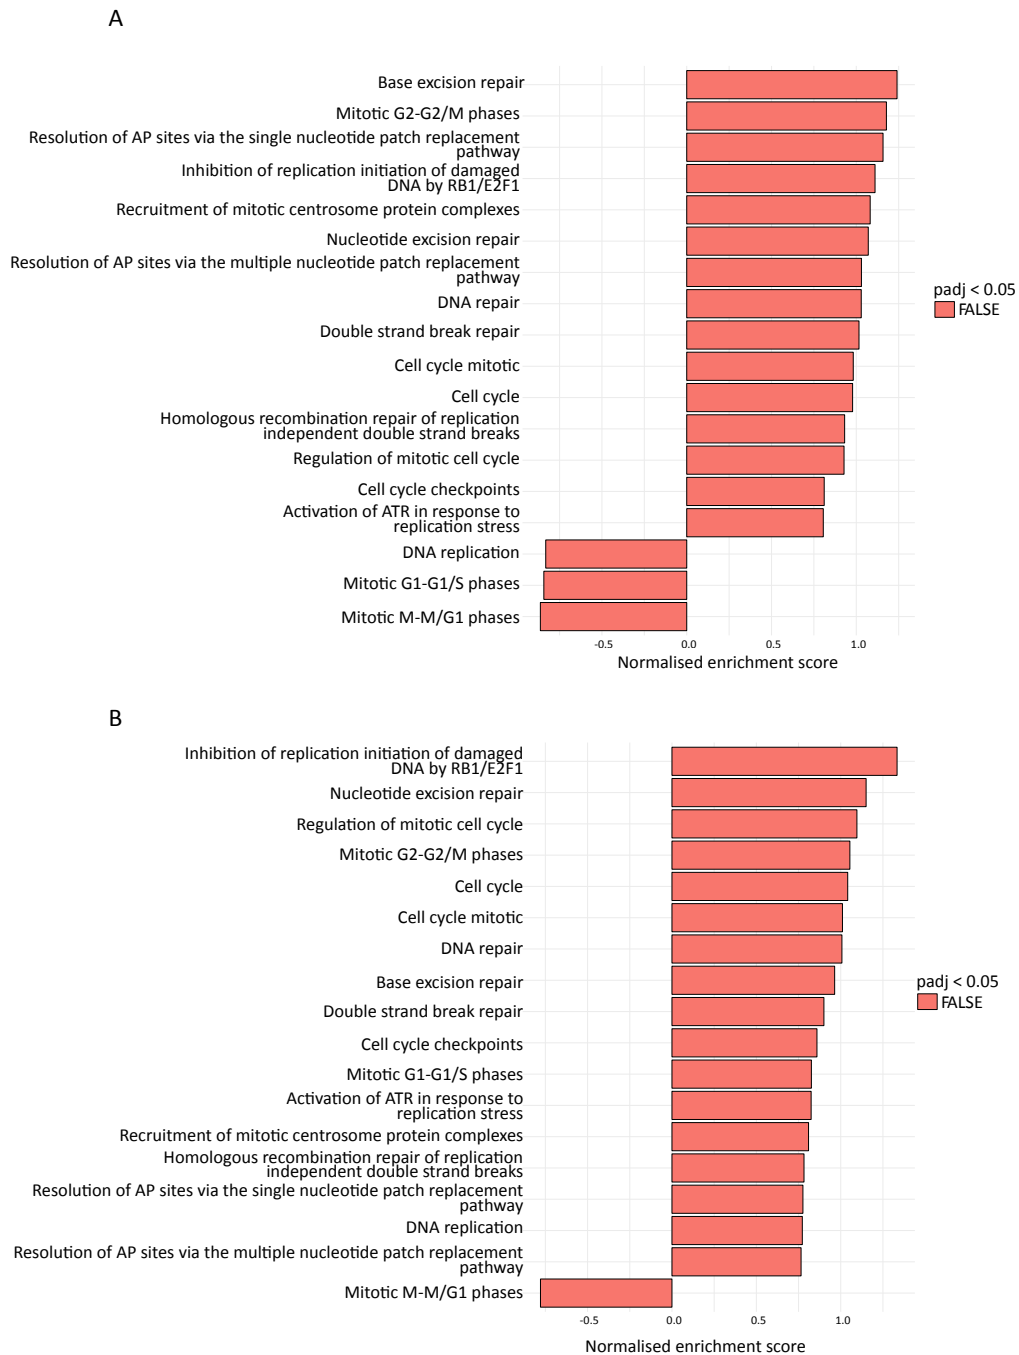 A
Base excision repair
Mitotic G2-G2/M phases
Resolution of AP sites via the single nucleotide patch replacement
pathway
Inhibition of replication initiation of damaged
DNA by RB1/E2F1
Recruitment of mitotic centrosome protein complexes
Nucleotide excision repair
Resolution of AP sites via the multiple nucleotide patch replacement
pathway
DNA repair
Double strand break repair
Cell cycle mitotic
Cell cycle
Homologous recombination repair of replication
independent double strand breaks
Regulation of mitotic cell cycle
Cell cycle checkpoints
Activation of ATR in response to
replication stress
DNA replication
Mitotic G1-G1/S phases
Mitotic M-M/G1 phases
-0.5 0.0 0.5 1.0
Normalised enrichment score
padj < 0.05
FALSE
B
Inhibition of replication initiation of damaged
DNA by RB1/E2F1
Nucleotide excision repair
Regulation of mitotic cell cycle
Mitotic G2-G2/M phases
Cell cycle
Cell cycle mitotic
DNA repair
Base excision repair
Double strand break repair
Cell cycle checkpoints
Mitotic G1-G1/S phases
Activation of ATR in response to
replication stress
Recruitment of mitotic centrosome protein complexes
Homologous recombination repair of replication
independent double strand breaks
Resolution of AP sites via the single nucleotide patch replacement
pathway
DNA replication
Resolution of AP sites via the multiple nucleotide patch replacement
pathway
Mitotic M-M/G1 phases
-0.5 0.0 0.5 1.0
Normalised enrichment score
padj < 0.05
FALSE